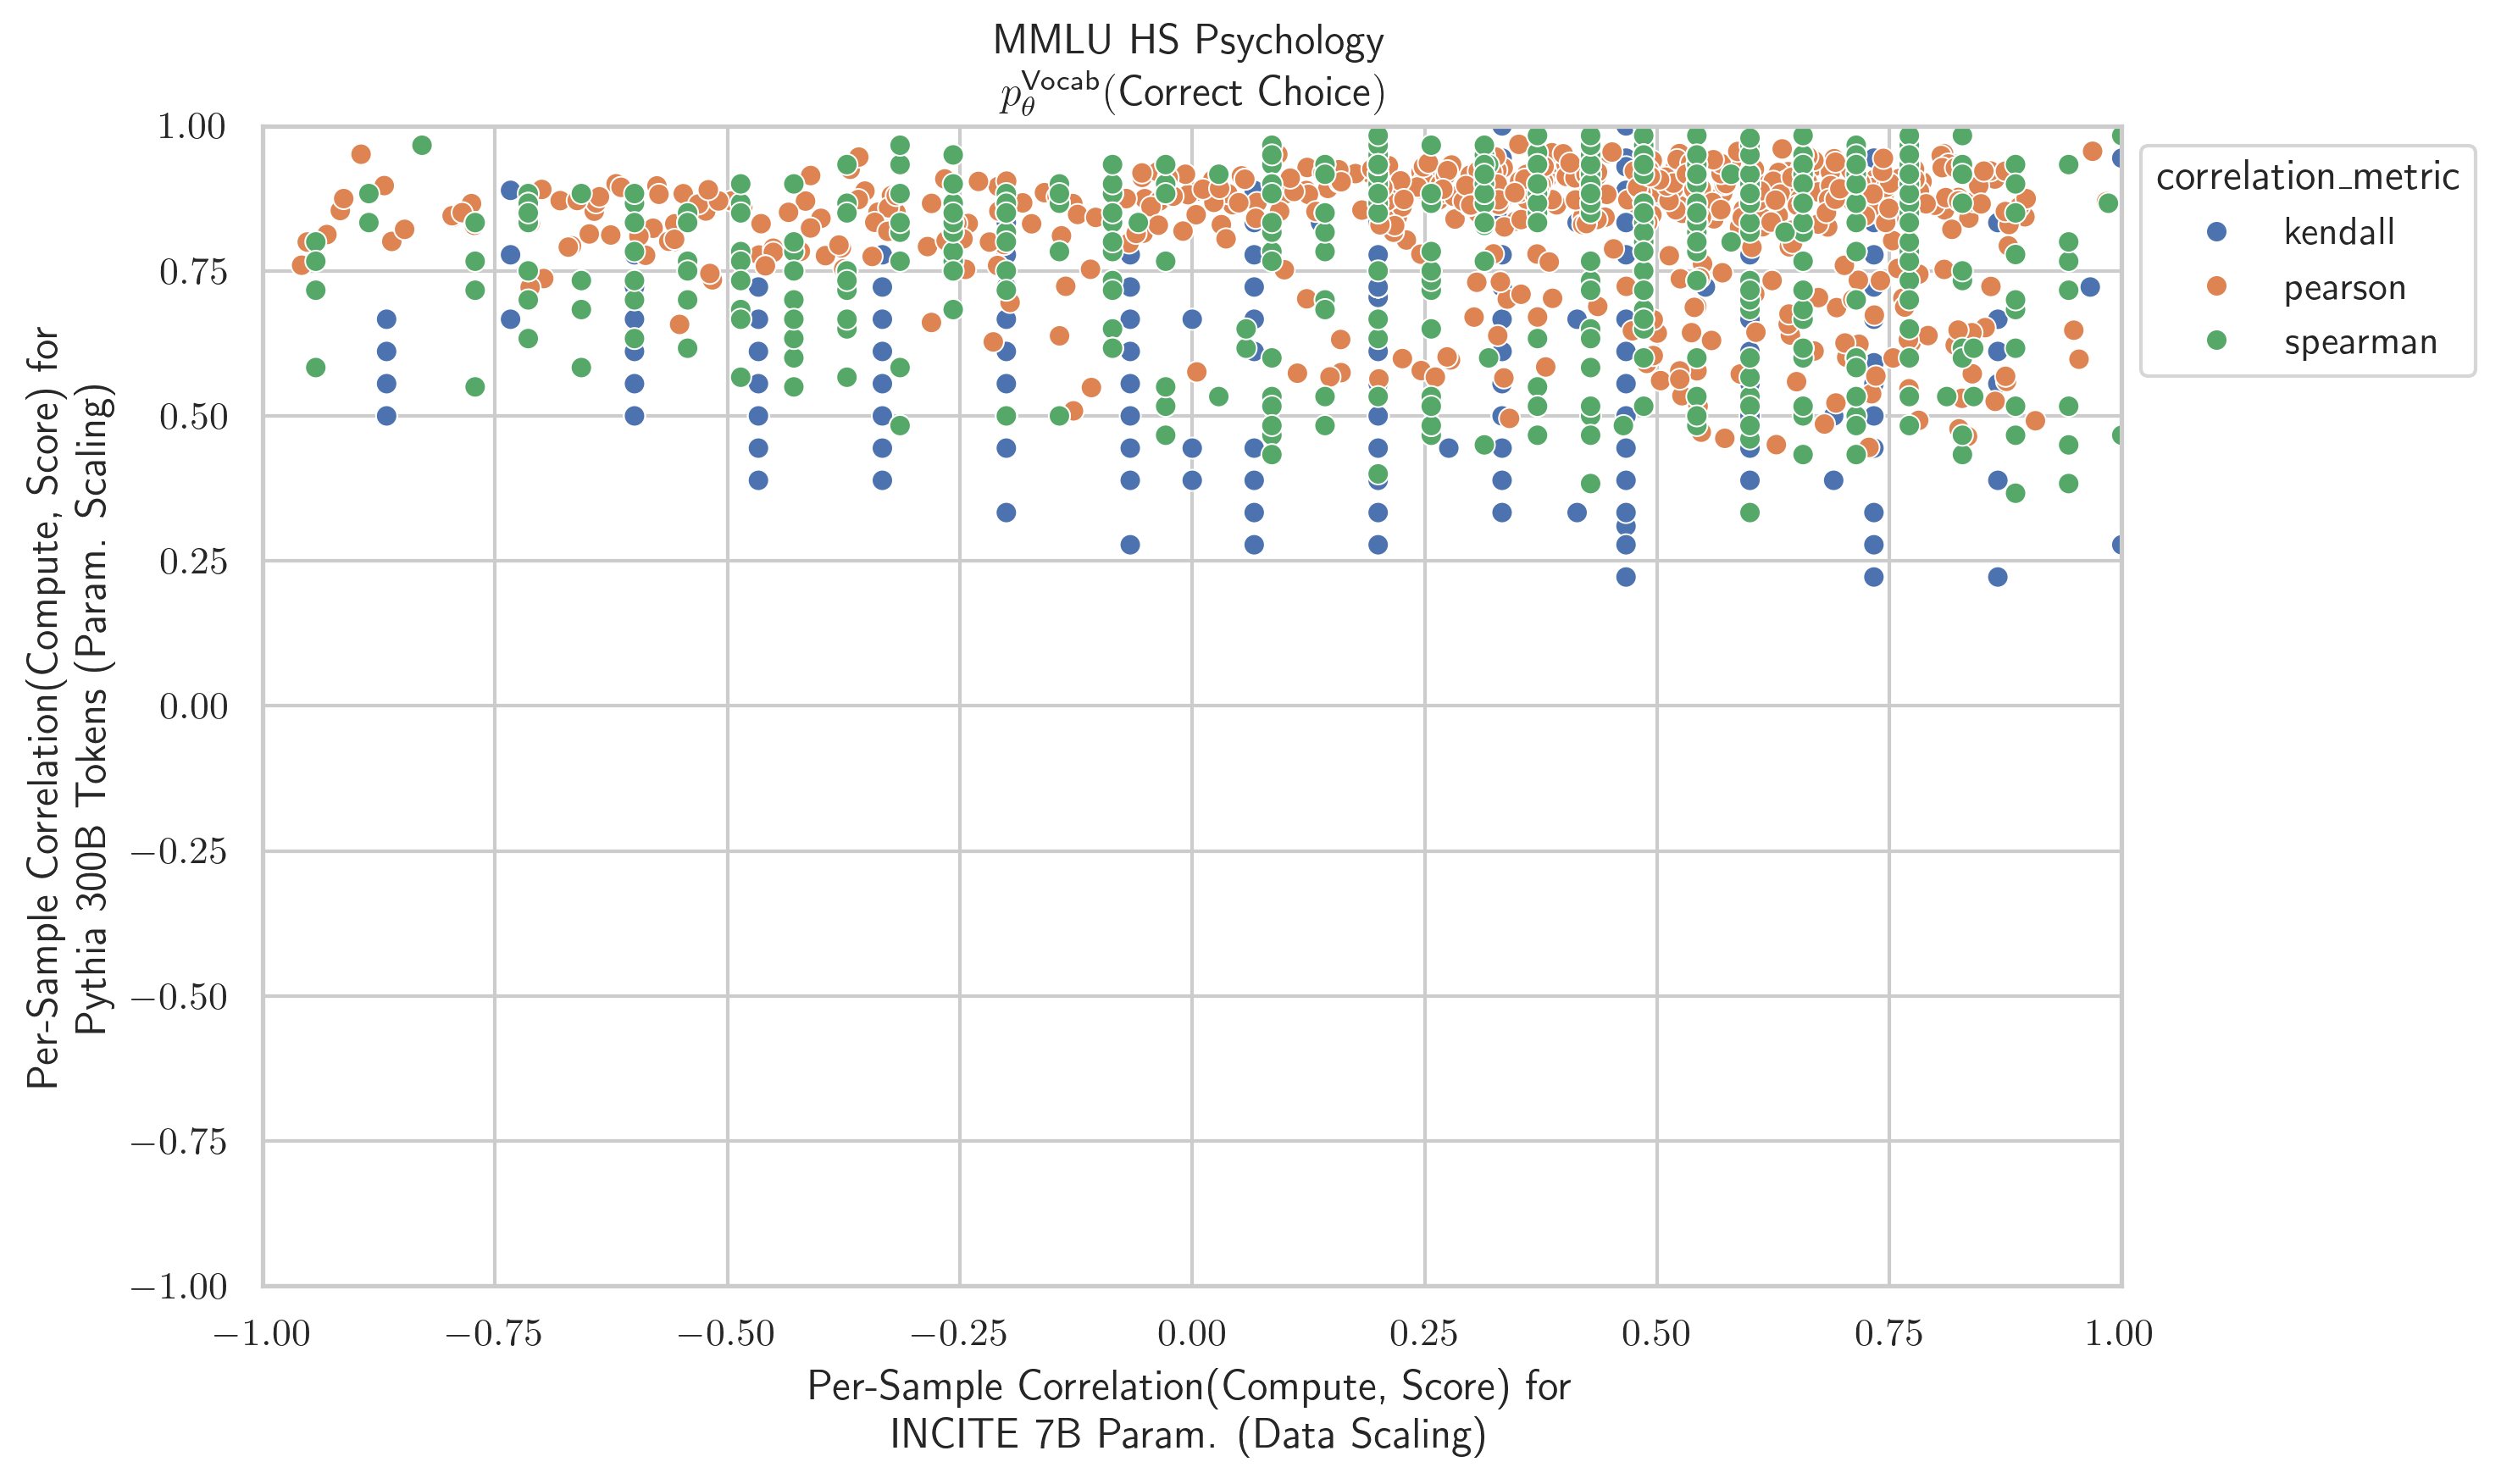 MMLU HS Psychology
p_θ^Vocab(Correct Choice)
1.00
0.75
0.50
0.25
0.00
−0.25
−0.50
−0.75
−1.00
Per-Sample Correlation(Compute, Score) for
Pythia 300B Tokens (Param. Scaling)
−1.00
−0.75
−0.50
−0.25
0.00
0.25
0.50
0.75
1.00
Per-Sample Correlation(Compute, Score) for
INCITE 7B Param. (Data Scaling)
correlation_metric
kendall
pearson
spearman